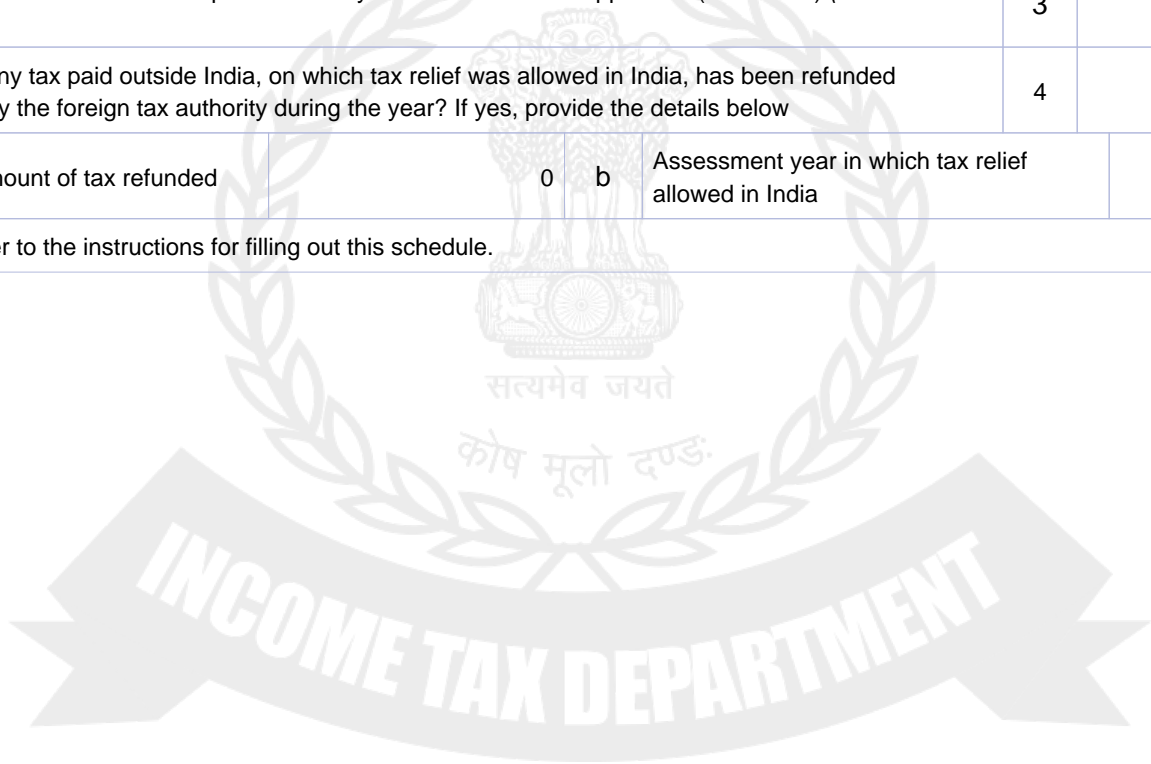 3
ny tax paid outside India, on which tax relief was allowed in India, has been refunded
y the foreign tax authority during the year? If yes, provide the details below
4
nount of tax refunded
0
b
Assessment year in which tax relief
allowed in India
r to the instructions for filling out this schedule.
सत्यमेव जयते
कोष मूलो दण्डः
INCOME TAX DEPARTMENT